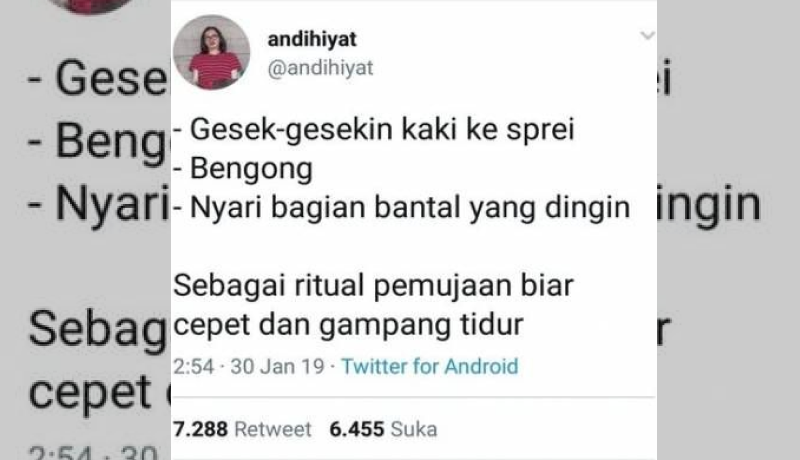 andihiyat
@andihiyat
- Gesek-gesekin kaki ke sprei
- Bengong
- Nyari bagian bantal yang dingin
Sebagai ritual pemujaan biar
cepet dan gampang tidur
2:54 · 30 Jan 19 · Twitter for Android
7.288 Retweet 6.455 Suka